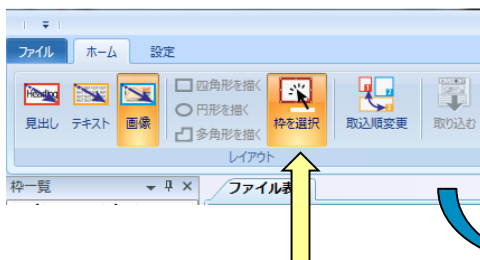 ファイル ホーム 設定
Heading
見出し テキスト 画像
四角形を描く
円形を描く
多角形を描く
枠を選択 取込順変更 取り込む
レイアウト
枠一覧 ファイル表